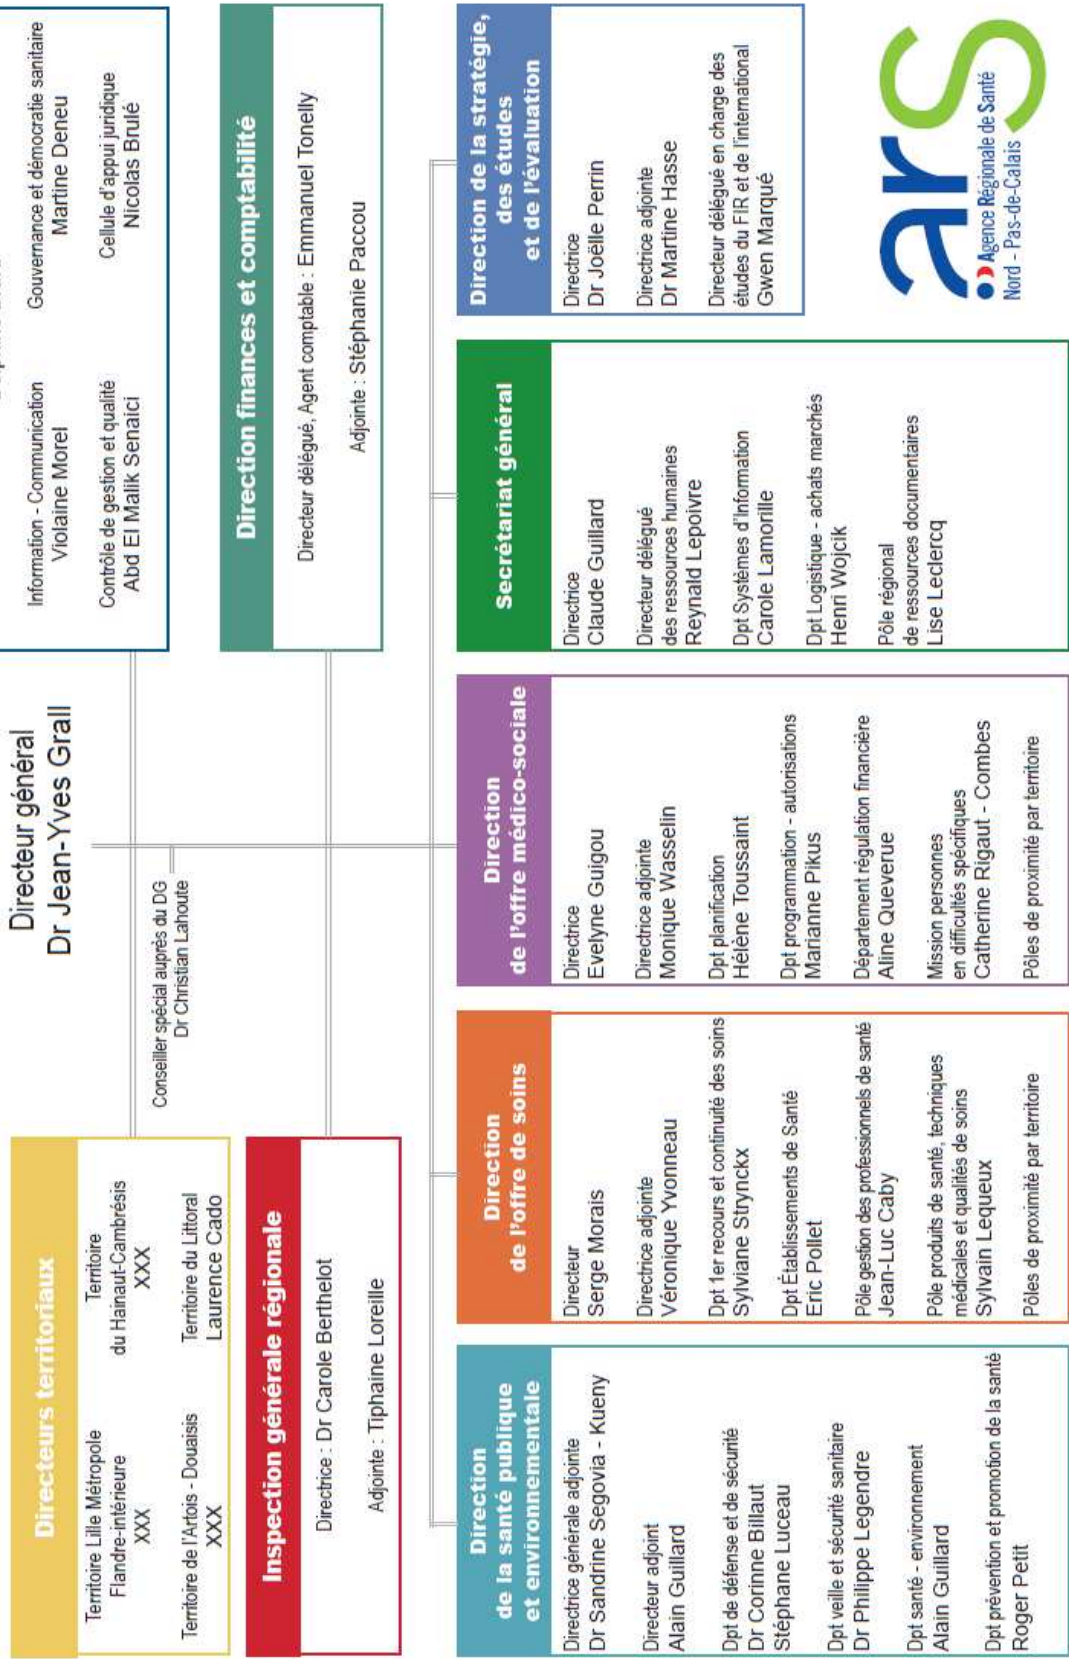 Directeur général
Dr Jean-Yves Grall
Information - Communication
Violaine Morel
Gouvernance et démocratie sanitaire
Martine Deneu
Contrôle de gestion et qualité
Abd El Malik Senaici
Cellule d'appui juridique
Nicolas Brulé
Conseiller spécial auprès du DG
Dr Christian Lahoute
Directeurs territoriaux
Territoire Lille Métropole
Flandre-intérieure
XXX
Territoire
du Hainaut-Cambrésis
XXX
Territoire de l'Artois - Douaisis
XXX
Territoire du Littoral
Laurence Cado
Inspection générale régionale
Directrice : Dr Carole Berthelot
Adjointe : Tiphaine Loreille
Direction finances et comptabilité
Directeur délégué, Agent comptable : Emmanuel Tonelly
Adjointe : Stéphanie Paccou
Direction
de la santé publique
et environnementale
Directrice générale adjointe
Dr Sandrine Segovia - Kueny
Directeur adjoint
Alain Guillard
Dpt de défense et de sécurité
Dr Corinne Billaut
Stéphane Luceau
Dpt veille et sécurité sanitaire
Dr Philippe Legendre
Dpt santé - environnement
Alain Guillard
Dpt prévention et promotion de la santé
Roger Petit
Direction
de l'offre de soins
Directeur
Serge Morais
Directrice adjointe
Véronique Yvonneau
Dpt 1er recours et continuité des soins
Sylviane Strynckx
Dpt Établissements de Santé
Eric Pollet
Pôle gestion des professionnels de santé
Jean-Luc Caby
Pôle produits de santé, techniques
médicales et qualités de soins
Sylvain Lequeux
Pôles de proximité par territoire
Direction
de l'offre médico-sociale
Directrice
Evelyne Guigou
Directrice adjointe
Monique Wasselin
Dpt planification
Hélène Toussaint
Dpt programmation - autorisations
Marianne Pikus
Département régulation financière
Aline Queverue
Mission personnes
en difficultés spécifiques
Catherine Rigaut - Combes
Pôles de proximité par territoire
Secrétariat général
Directrice
Claude Guillard
Directeur délégué
des ressources humaines
Reynald Lepoivre
Dpt Systèmes d'Information
Carole Lamorille
Dpt Logistique - achats marchés
Henri Wojcik
Pôle régional
de ressources documentaires
Lise Leclercq
Direction de la stratégie,
des études
et de l'évaluation
Directrice
Dr Joëlle Perrin
Directrice adjointe
Dr Martine Hasse
Directeur délégué en charge des
études du FIR et de l'international
Gwen Marqué
ars
Agence Régionale de Santé
Nord - Pas-de-Calais